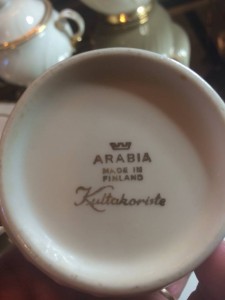 ARABIA
MADE IN
FINLAND
Kultakoriste